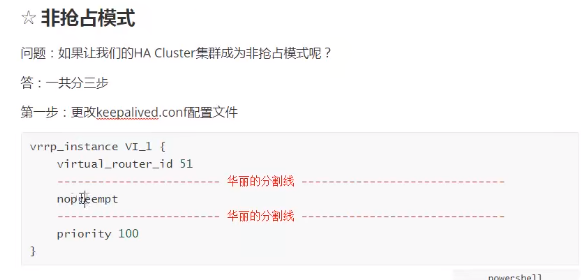 ☆ 非抢占模式
问题：如果让我们的HA Cluster集群成为非抢占模式呢？
答：一共分三步
第一步：更改keepalived.conf配置文件
vrrp_instance VI_l {
virtual_router_id 51
---------------------- 华丽的分割线 ---------------------------
nopreempt
---------------------- 华丽的分割线 ---------------------------
priority 100
}
powershell